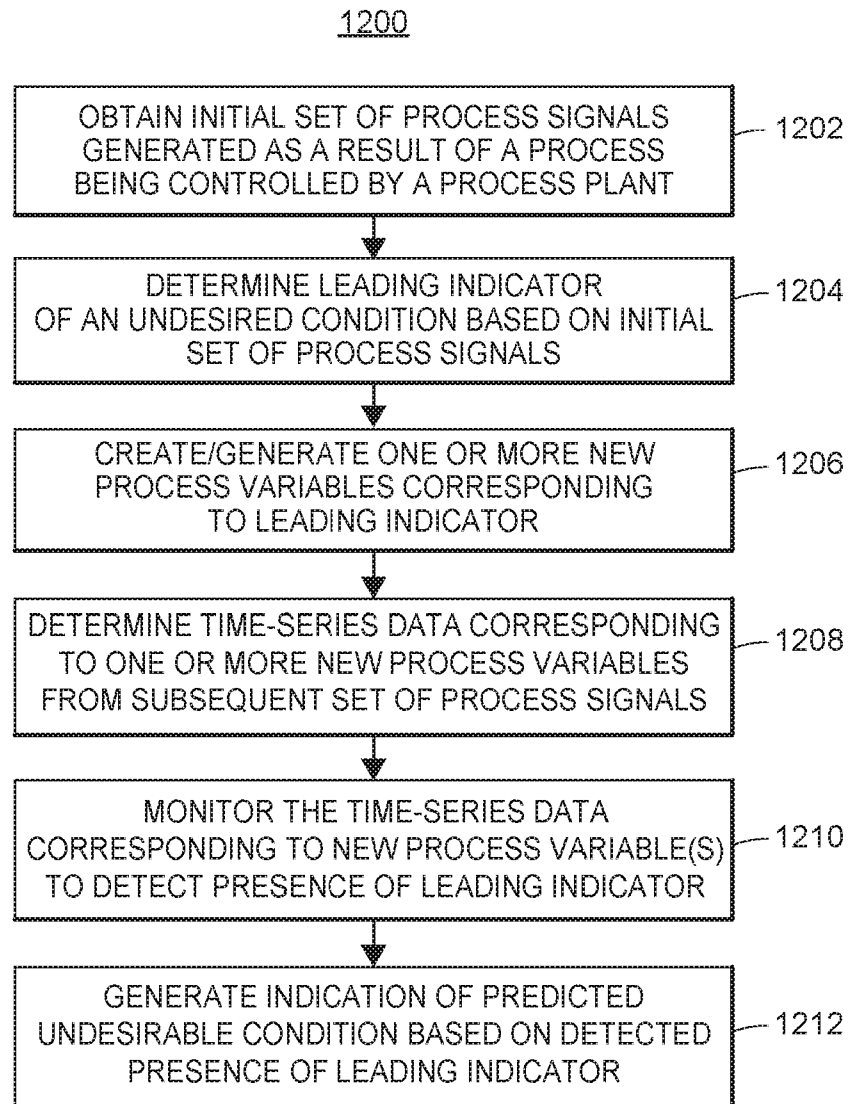 1200
OBTAIN INITIAL SET OF PROCESS SIGNALS
GENERATED AS A RESULT OF A PROCESS
BEING CONTROLLED BY A PROCESS PLANT
1202
DETERMINE LEADING INDICATOR
OF AN UNDESIRED CONDITION BASED ON INITIAL
SET OF PROCESS SIGNALS
1204
CREATE/GENERATE ONE OR MORE NEW
PROCESS VARIABLES CORRESPONDING
TO LEADING INDICATOR
1206
DETERMINE TIME-SERIES DATA CORRESPONDING
TO ONE OR MORE NEW PROCESS VARIABLES
FROM SUBSEQUENT SET OF PROCESS SIGNALS
1208
MONITOR THE TIME-SERIES DATA
CORRESPONDING TO NEW PROCESS VARIABLE(S)
TO DETECT PRESENCE OF LEADING INDICATOR
1210
GENERATE INDICATION OF PREDICTED
UNDESIRABLE CONDITION BASED ON DETECTED
PRESENCE OF LEADING INDICATOR
1212